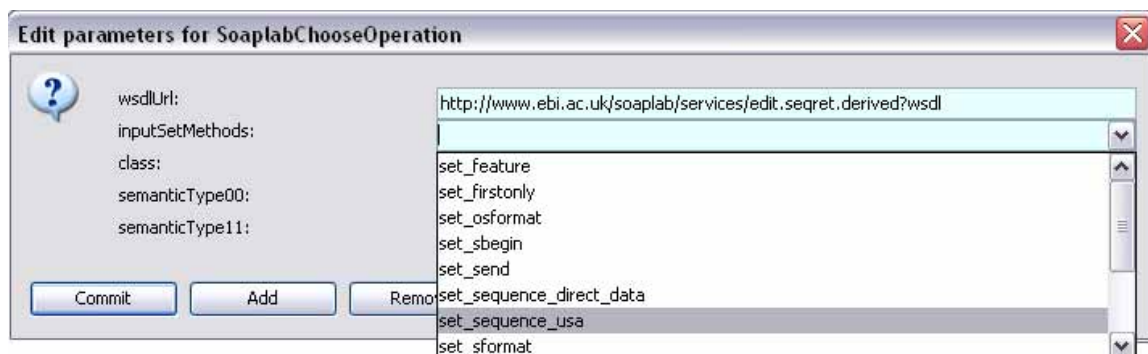 Edit parameters for SoaplabChooseOperation
wsdlUrl:
http://www.ebi.ac.uk/soaplab/services/edit.seqret.derived?wsdl
inputSetMethods:
class:
semanticType00:
semanticType11:
set_feature
set_firstonly
set_osformat
set_sbegin
set_send
set_sequence_direct_data
set_sequence_usa
set_sformat
Commit
Add
Remo